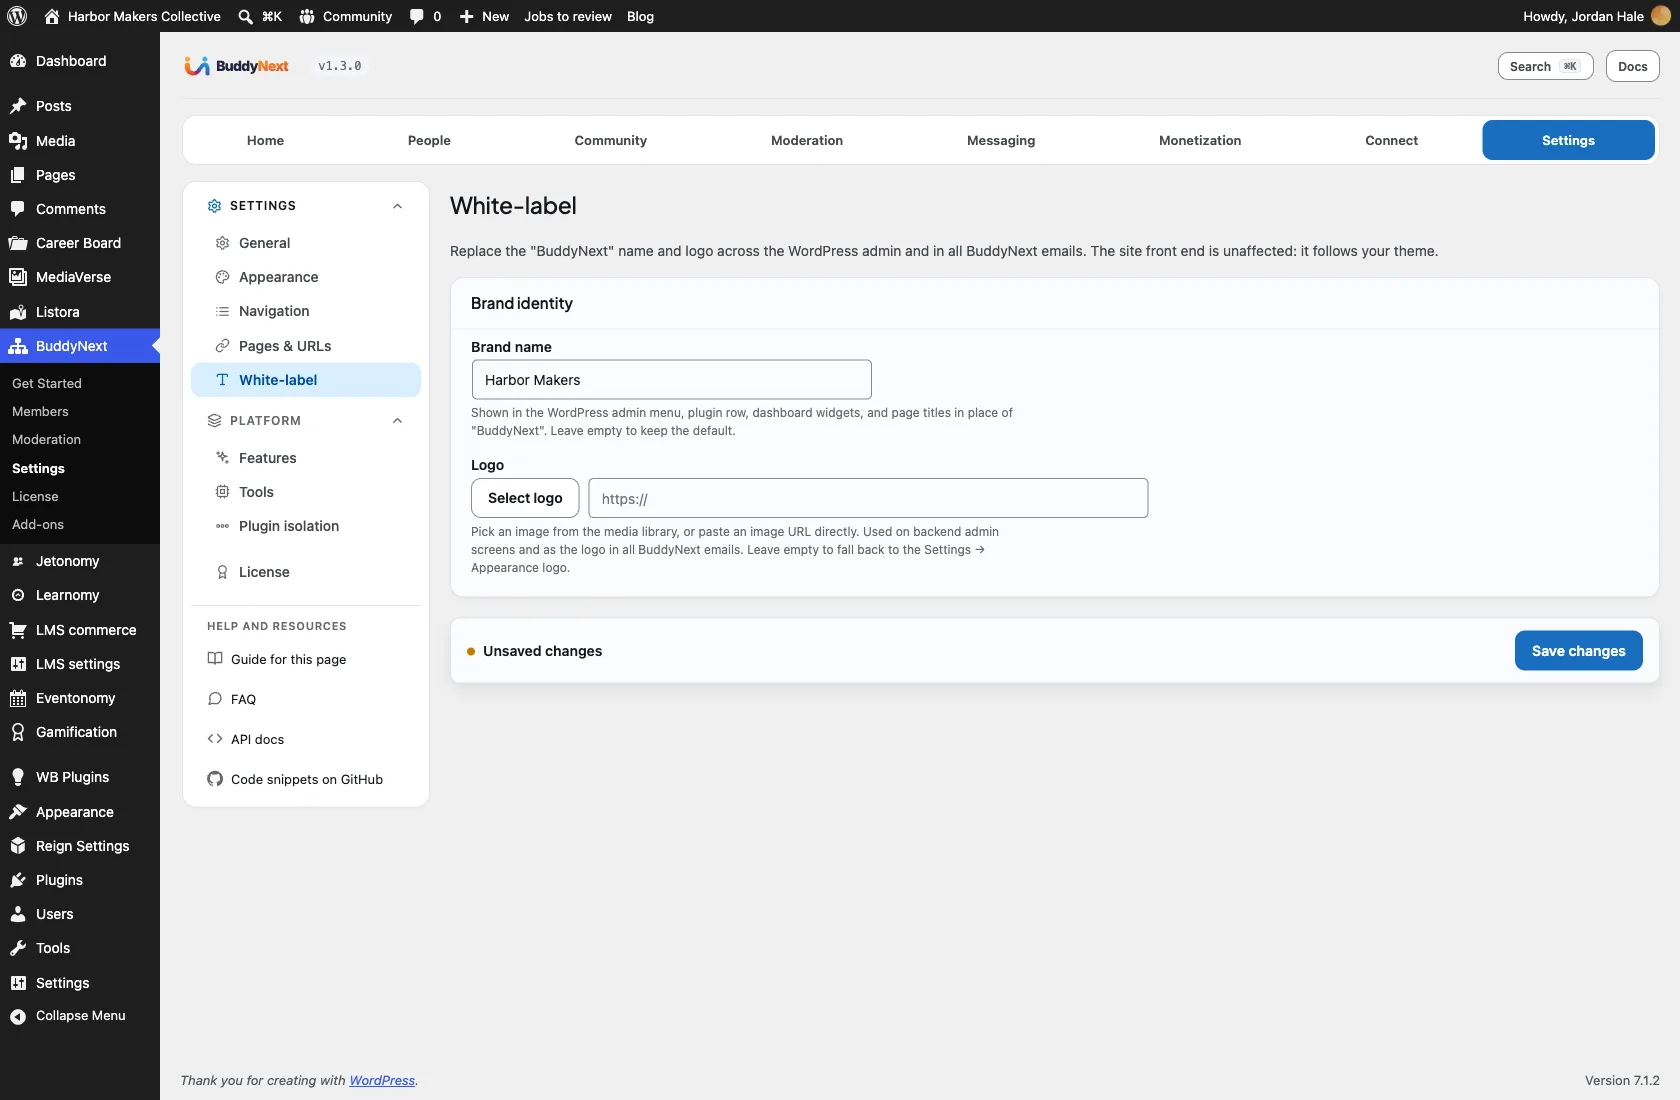 Harbor Makers Collective
⌘K
Community
0
New
Jobs to review
Blog
Howdy, Jordan Hale
Dashboard
Posts
Media
Pages
Comments
Career Board
MediaVerse
Listora
BuddyNext
Get Started
Members
Moderation
Settings
License
Add-ons
Jetonomy
Learnomy
LMS commerce
LMS settings
Eventonomy
Gamification
WB Plugins
Appearance
Reign Settings
Plugins
Users
Tools
Settings
Collapse Menu
BuddyNext
v1.3.0
Search ⌘K
Docs
Home
People
Community
Moderation
Messaging
Monetization
Connect
Settings
SETTINGS
General
Appearance
Navigation
Pages & URLs
White-label
PLATFORM
Features
Tools
Plugin isolation
License
HELP AND RESOURCES
Guide for this page
FAQ
API docs
Code snippets on GitHub
White-label
Replace the "BuddyNext" name and logo across the WordPress admin and in all BuddyNext emails. The site front end is unaffected: it follows your theme.
Brand identity
Brand name
Harbor Makers
Shown in the WordPress admin menu, plugin row, dashboard widgets, and page titles in place of
"BuddyNext". Leave empty to keep the default.
Logo
Select logo
https://
Pick an image from the media library, or paste an image URL directly. Used on backend admin
screens and as the logo in all BuddyNext emails. Leave empty to fall back to the Settings →
Appearance logo.
Unsaved changes
Save changes
Thank you for creating with WordPress.
Version 7.1.2